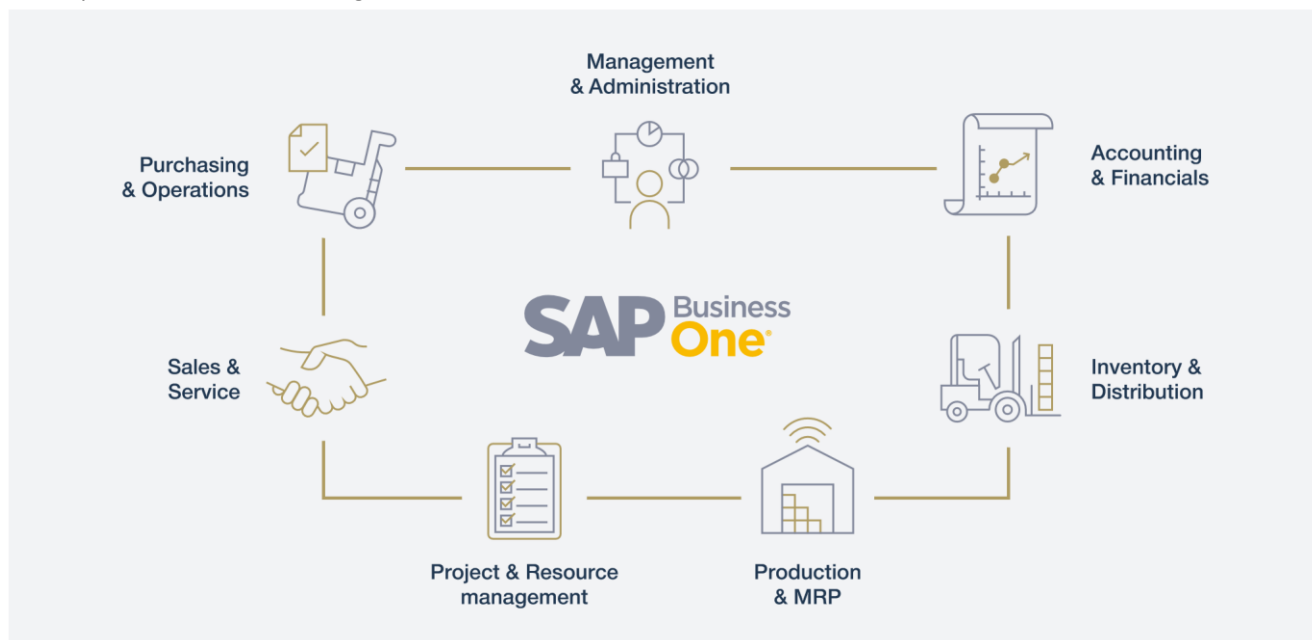 Management
& Administration
Purchasing
& Operations
Accounting
& Financials
SAP Business
One®
Sales &
Service
Inventory &
Distribution
Project & Resource
management
Production
& MRP